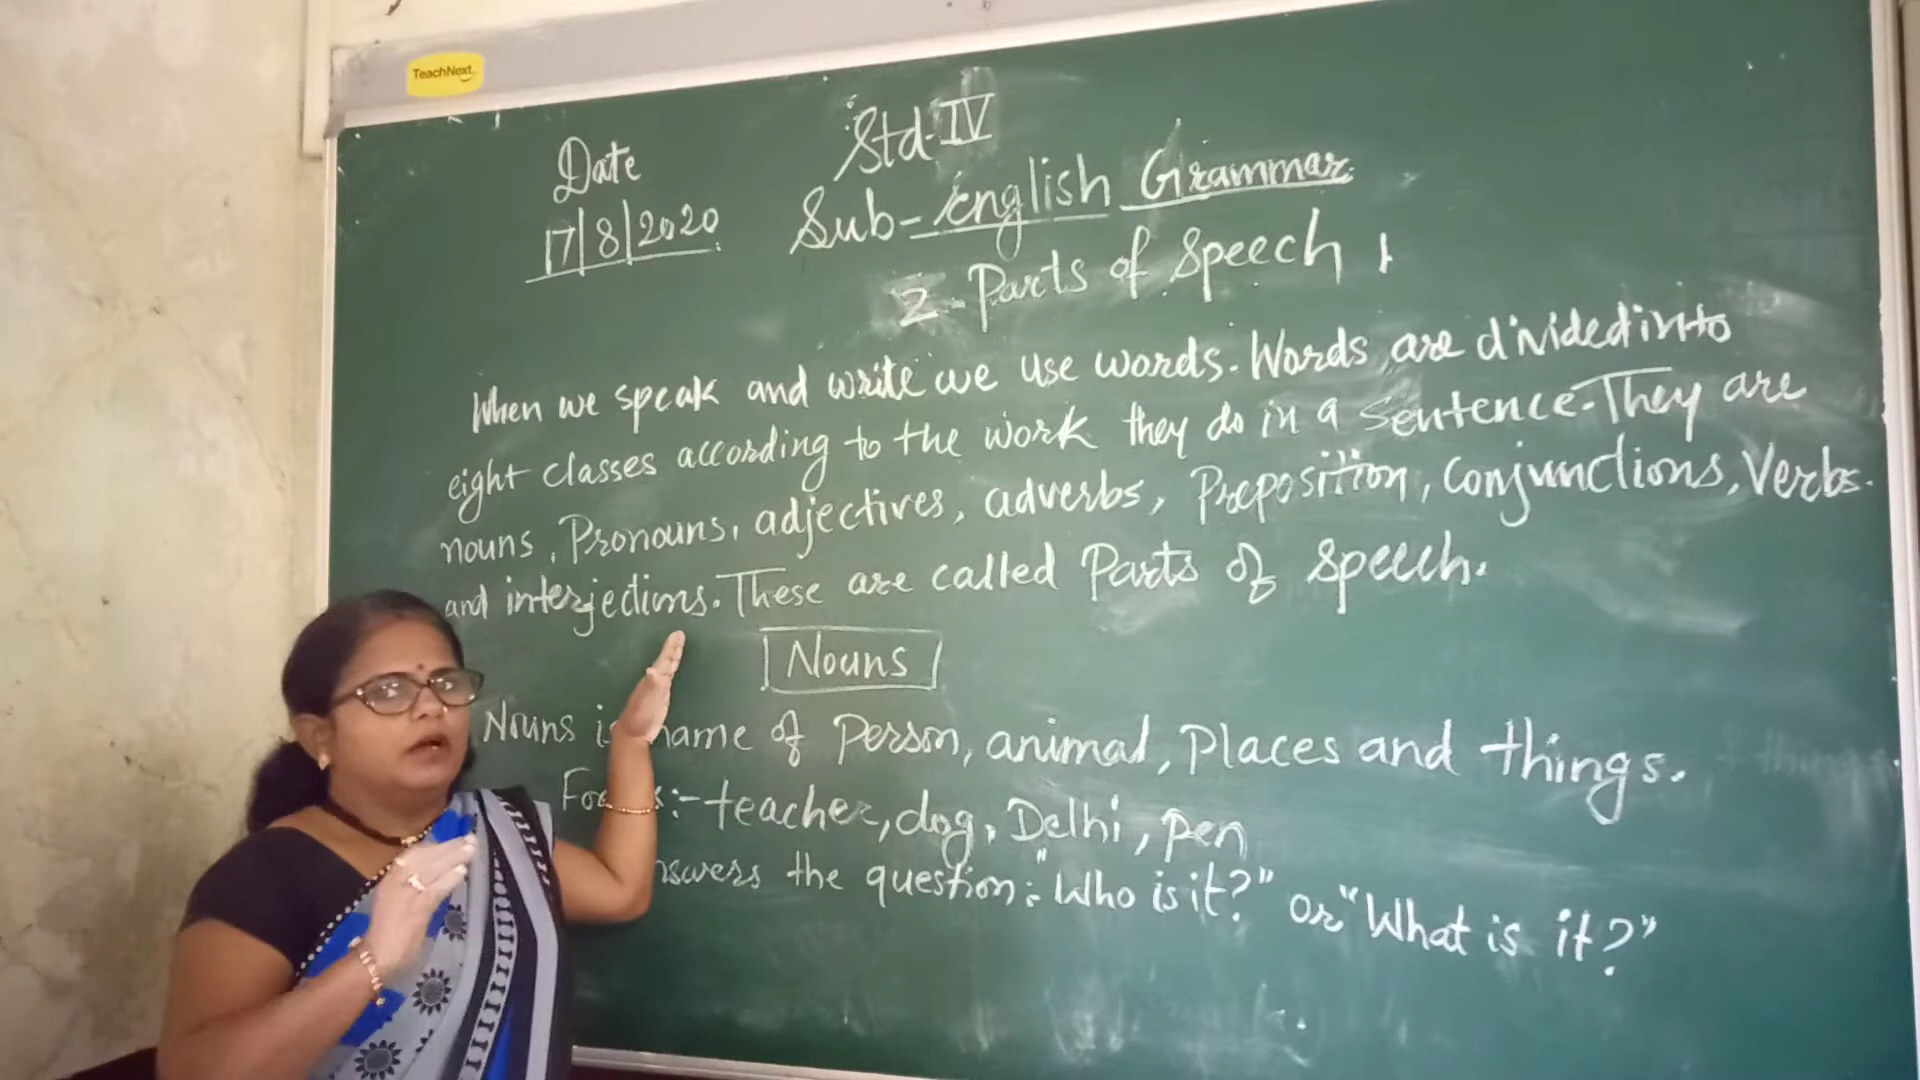 TeachNext
Date
17/8/2020
Std-IV
Sub-English Grammar
2-Parts of Speech 1
When we speak and write we use words. Words are divided into
eight classes according to the work they do in a sentence. They are
nouns, Pronouns, adjectives, adverbs, Preposition, Conjunctions, Verbs.
and interjections. These are called Parts of Speech.
Nouns
Nouns is name of Person, animal, Places and things.
:- teacher, dog, Delhi, pen
the question:- "Who is it?" or "What is it?"